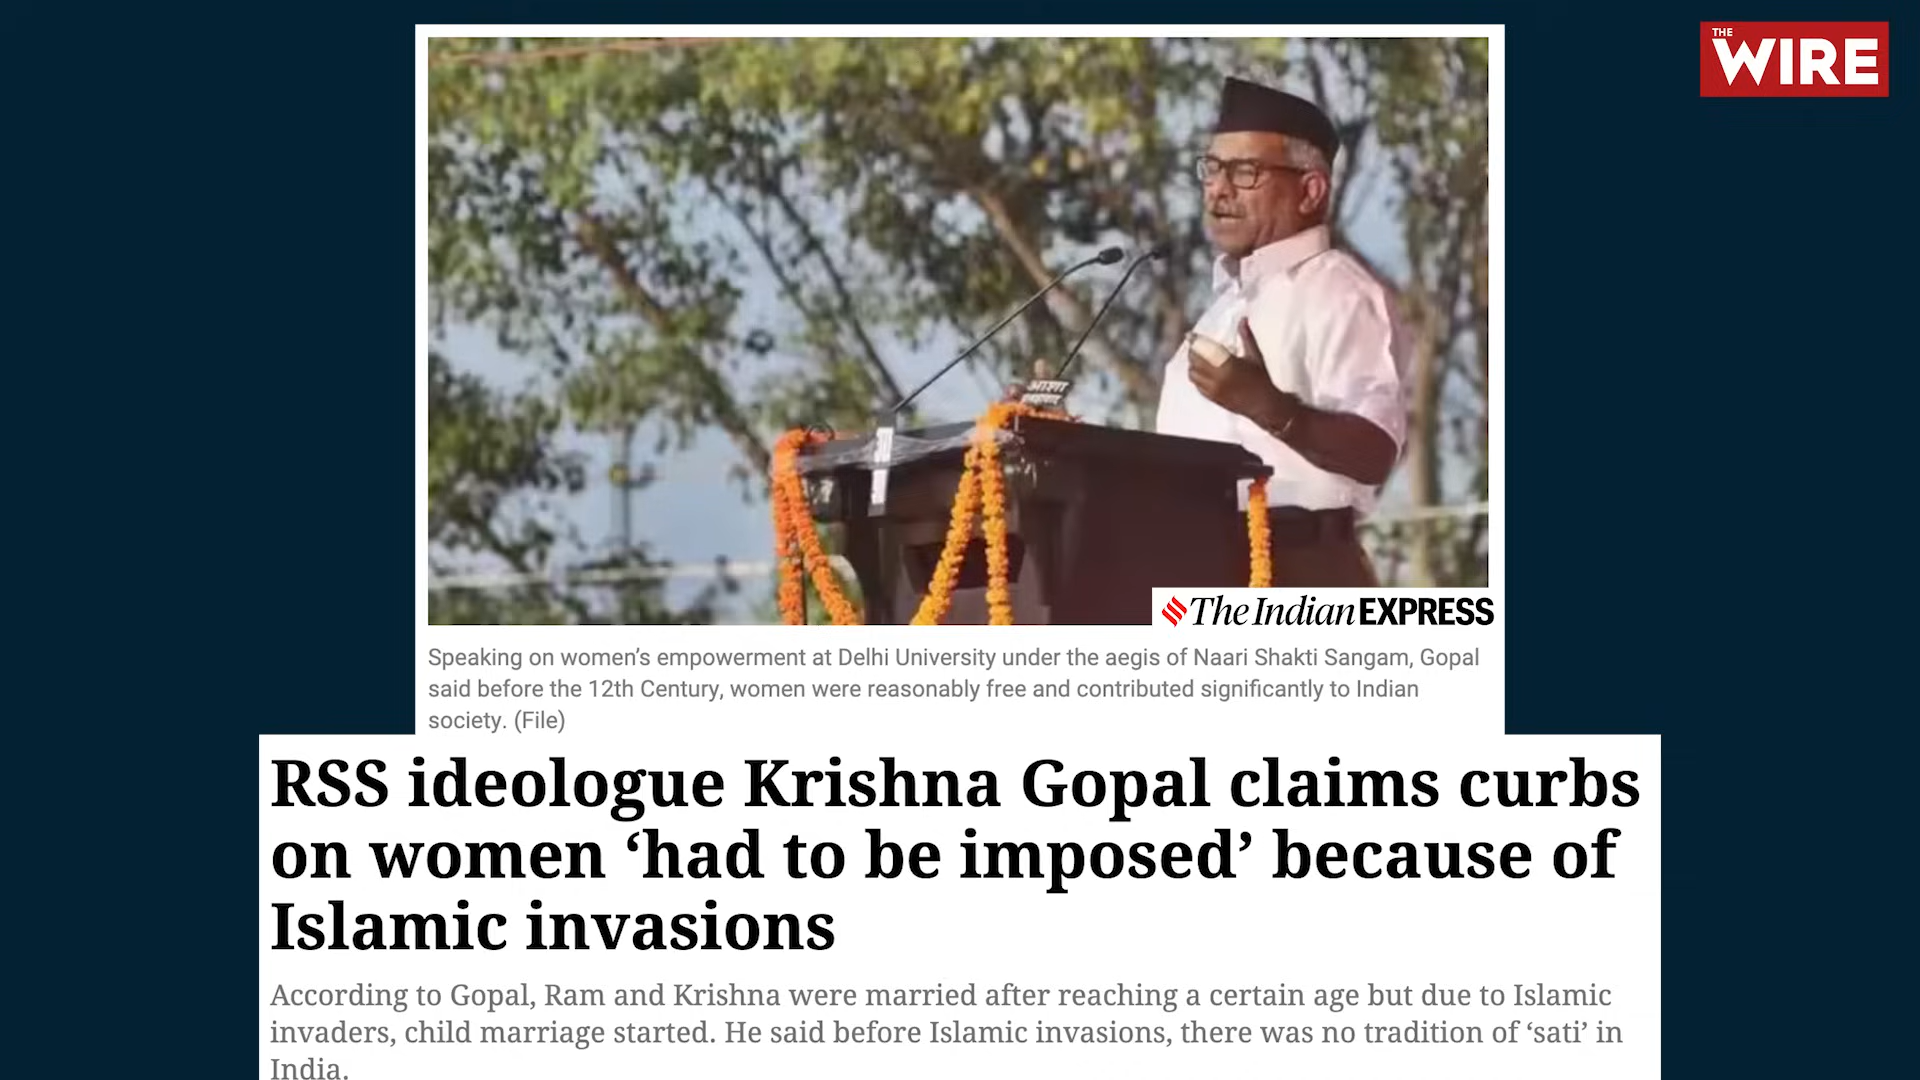 THE
WIRE
आशा
The Indian EXPRESS
Speaking on women’s empowerment at Delhi University under the aegis of Naari Shakti Sangam, Gopal
said before the 12th Century, women were reasonably free and contributed significantly to Indian
society. (File)
RSS ideologue Krishna Gopal claims curbs
on women ‘had to be imposed’ because of
Islamic invasions
According to Gopal, Ram and Krishna were married after reaching a certain age but due to Islamic
invaders, child marriage started. He said before Islamic invasions, there was no tradition of ‘sati’ in
India.